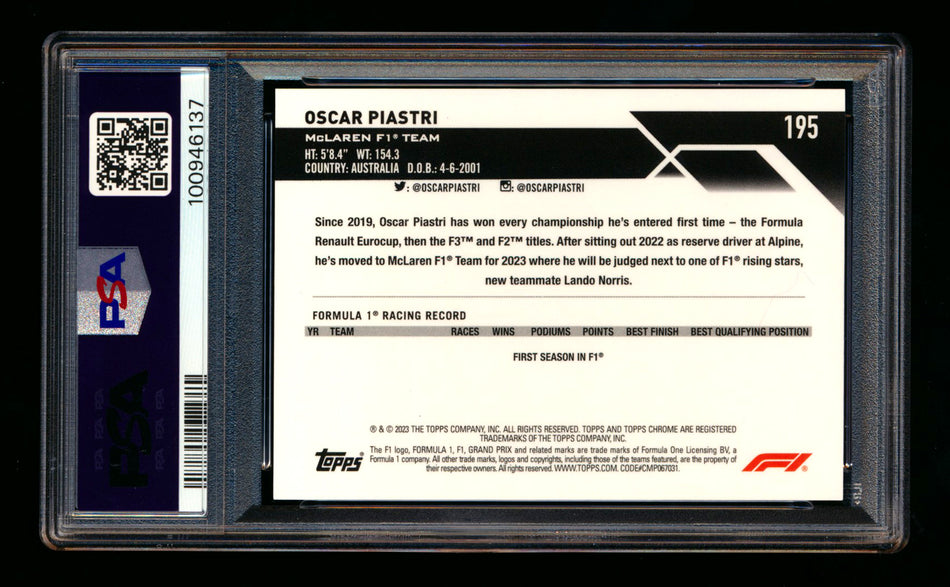 100946137
PSA
PSA
OSCAR PIASTRI
195
McLAREN F1® TEAM
HT: 5'8.4" WT: 154.3
COUNTRY: AUSTRALIA D.O.B.: 4-6-2001
: @OSCARPIASTRI : @OSCARPIASTRI
Since 2019, Oscar Piastri has won every championship he's entered first time – the Formula
Renault Eurocup, then the F3™ and F2™ titles. After sitting out 2022 as reserve driver at Alpine,
he's moved to McLaren F1® Team for 2023 where he will be judged next to one of F1® rising stars,
new teammate Lando Norris.
FORMULA 1® RACING RECORD
YR TEAM RACES WINS PODIUMS POINTS BEST FINISH BEST QUALIFYING POSITION
FIRST SEASON IN F1®
® & © 2023 THE TOPPS COMPANY, INC. ALL RIGHTS RESERVED. TOPPS AND TOPPS CHROME ARE REGISTERED
TRADEMARKS OF THE TOPPS COMPANY, INC.
The F1 logo, FORMULA 1, F1, GRAND PRIX and related marks are trade marks of Formula One Licensing BV, a
Formula 1 company. All other trade marks, logos and copyrights, including those of the teams featured, are the property of
their respective owners. All rights reserved. WWW.TOPPS.COM. CODE#CMP067031.
Topps®
F1®